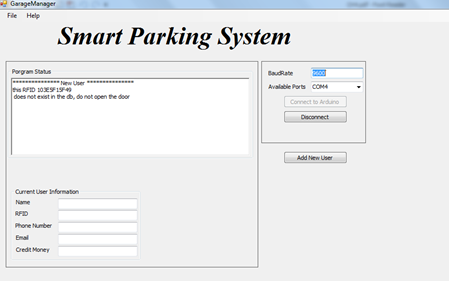 GarageManager
File Help
Smart Parking System
Porgram Status
**************** New User ****************
this RFID 103E5F15F49
does not exist in the db, do not open the door
BaudRate 9600
Available Ports COM4
Connect to Arduino
Disconnect
Add New User
Current User Information
Name
RFID
Phone Number
Email
Credit Money